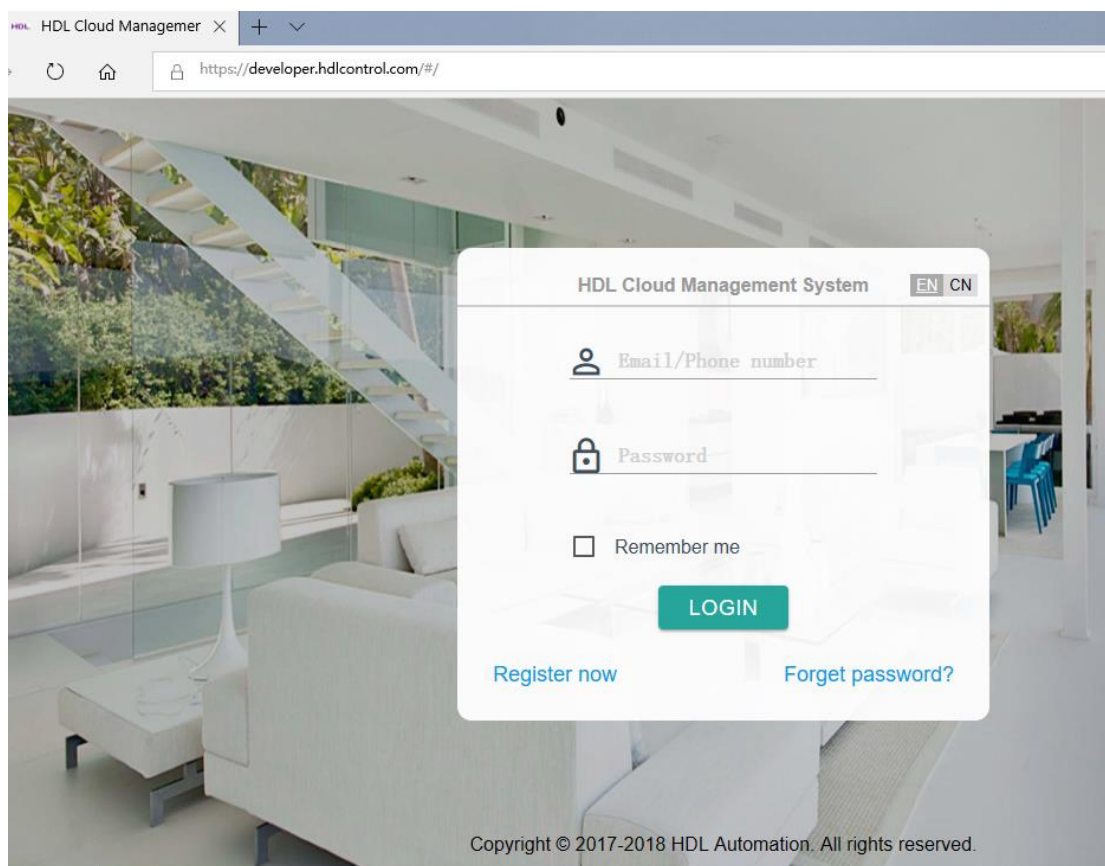 HDL HDL Cloud Managemer
https://developer.hdlcontrol.com/#/
HDL Cloud Management System EN CN
Email/Phone number
Password
Remember me
LOGIN
Register now Forget password?
Copyright © 2017-2018 HDL Automation. All rights reserved.